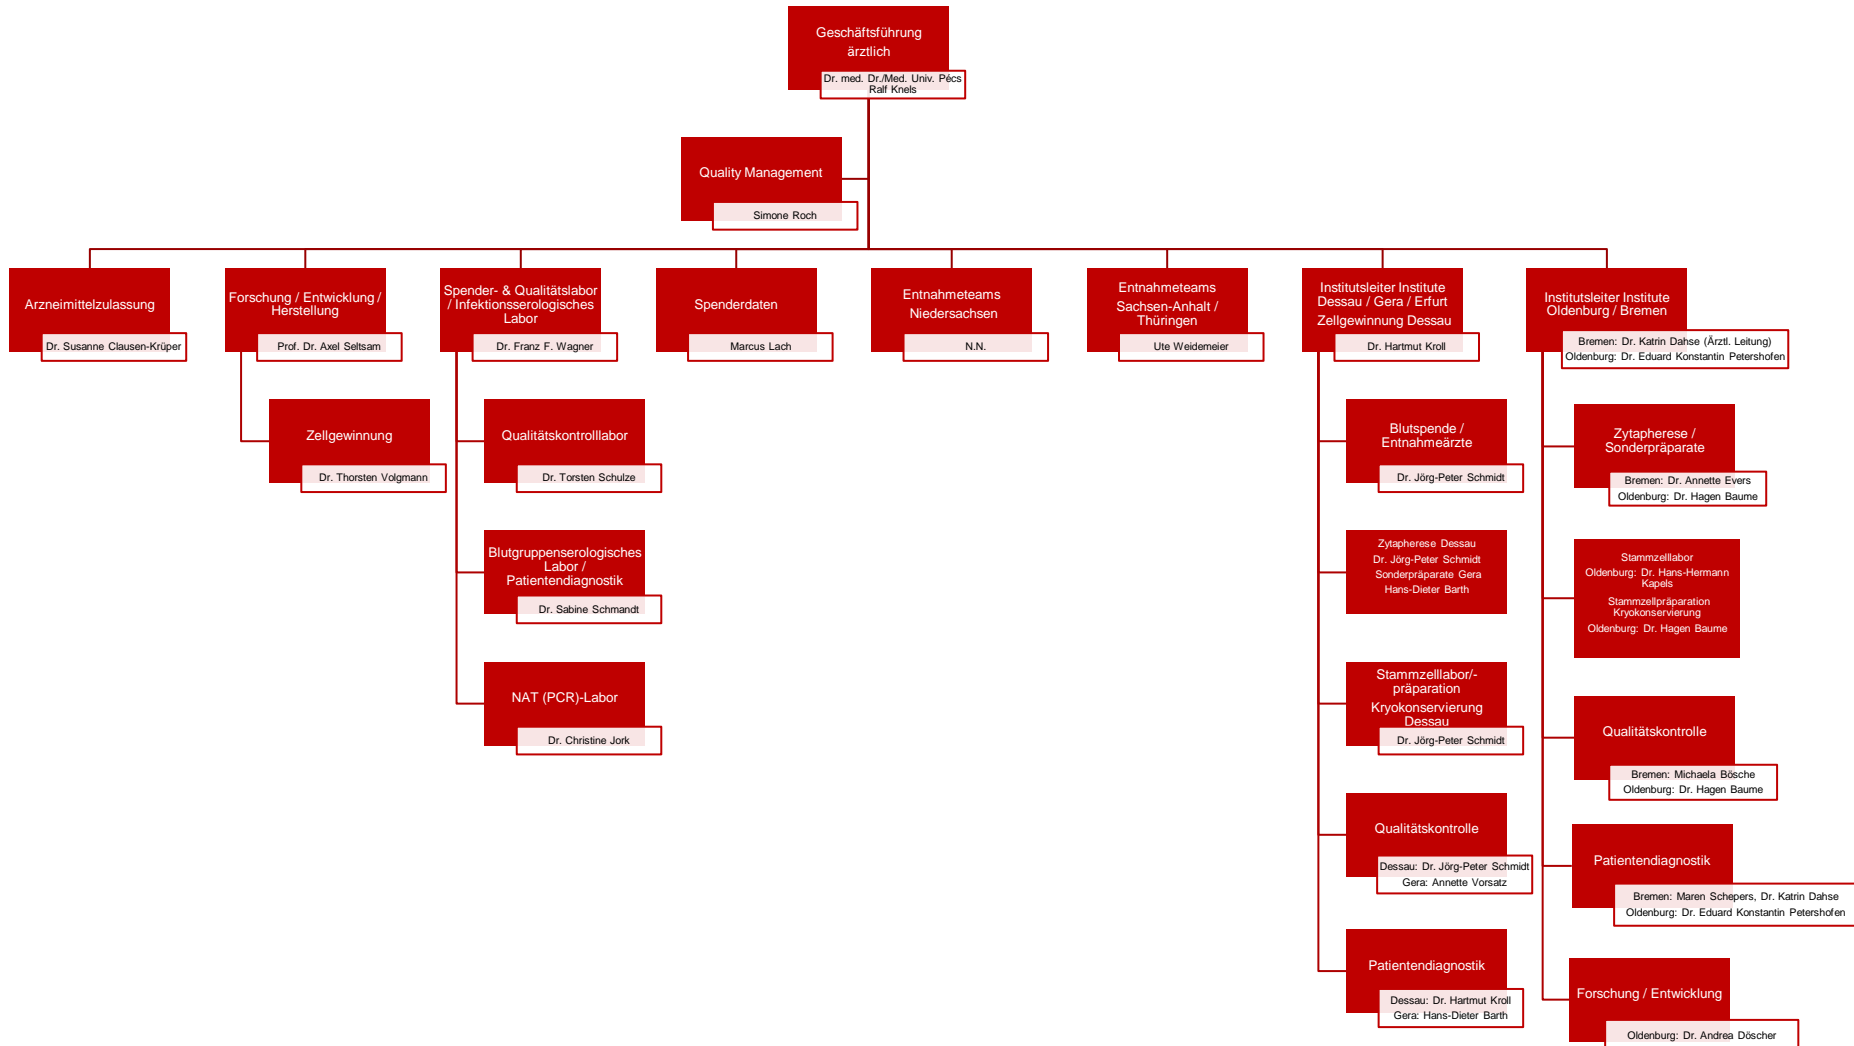 Geschäftsführung
ärztlich
Dr. med. Dr./Med. Univ. Pécs
Ralf Knels
Quality Management
Simone Roch
Arzneimittelzulassung
Dr. Susanne Clausen-Krüper
Forschung / Entwicklung /
Herstellung
Prof. Dr. Axel Seltsam
Zellgewinnung
Dr. Thorsten Volgmann
Spender- & Qualitätslabor
/ Infektionsserologisches
Labor
Dr. Franz F. Wagner
Qualitätskontrolllabor
Dr. Torsten Schulze
Blutgruppenserologisches
Labor /
Patientendiagnostik
Dr. Sabine Schmandt
NAT (PCR)-Labor
Dr. Christine Jork
Spenderdaten
Marcus Lach
Entnahmeteams
Niedersachsen
N.N.
Entnahmeteams
Sachsen-Anhalt /
Thüringen
Ute Weidemeier
Institutsleiter Institute
Dessau / Gera / Erfurt
Zellgewinnung Dessau
Dr. Hartmut Kroll
Blutspende /
Entnahmeärzte
Dr. Jörg-Peter Schmidt
Zytapherese Dessau
Dr. Jörg-Peter Schmidt
Sonderpräparate Gera
Hans-Dieter Barth
Stammzelllabor/-
präparation
Kryokonservierung
Dessau
Dr. Jörg-Peter Schmidt
Qualitätskontrolle
Dessau: Dr. Jörg-Peter Schmidt
Gera: Annette Vorsatz
Patientendiagnostik
Dessau: Dr. Hartmut Kroll
Gera: Hans-Dieter Barth
Institutsleiter Institute
Oldenburg / Bremen
Bremen: Dr. Katrin Dahse (Ärztl. Leitung)
Oldenburg: Dr. Eduard Konstantin Petershofen
Zytapherese /
Sonderpräparate
Bremen: Dr. Annette Evers
Oldenburg: Dr. Hagen Baume
Stammzelllabor
Oldenburg: Dr. Hans-Hermann
Kapels
Stammzellpräparation
Kryokonservierung
Oldenburg: Dr. Hagen Baume
Qualitätskontrolle
Bremen: Michaela Bösche
Oldenburg: Dr. Hagen Baume
Patientendiagnostik
Bremen: Maren Schepers, Dr. Katrin Dahse
Oldenburg: Dr. Eduard Konstantin Petershofen
Forschung / Entwicklung
Oldenburg: Dr. Andrea Döscher